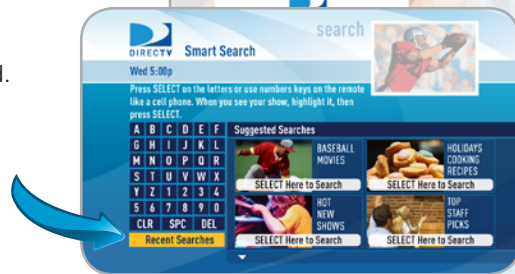 d.
search
DIRECTV Smart Search
Wed 5:00p
Press SELECT on the letters or use numbers keys on the remote
like a cell phone. When you see your show, highlight it, then
press SELECT.
A B C D E F
G H I J K L
M N O P Q R
S T U V W X
Y Z 1 2 3 4
5 6 7 8 9 0
CLR SPC DEL
Recent Searches
Suggested Searches
BASEBALL
MOVIES
SELECT Here to Search
HOLIDAYS
COOKING
RECIPES
SELECT Here to Search
HOT
NEW
SHOWS
SELECT Here to Search
TOP
STAFF
PICKS
SELECT Here to Search